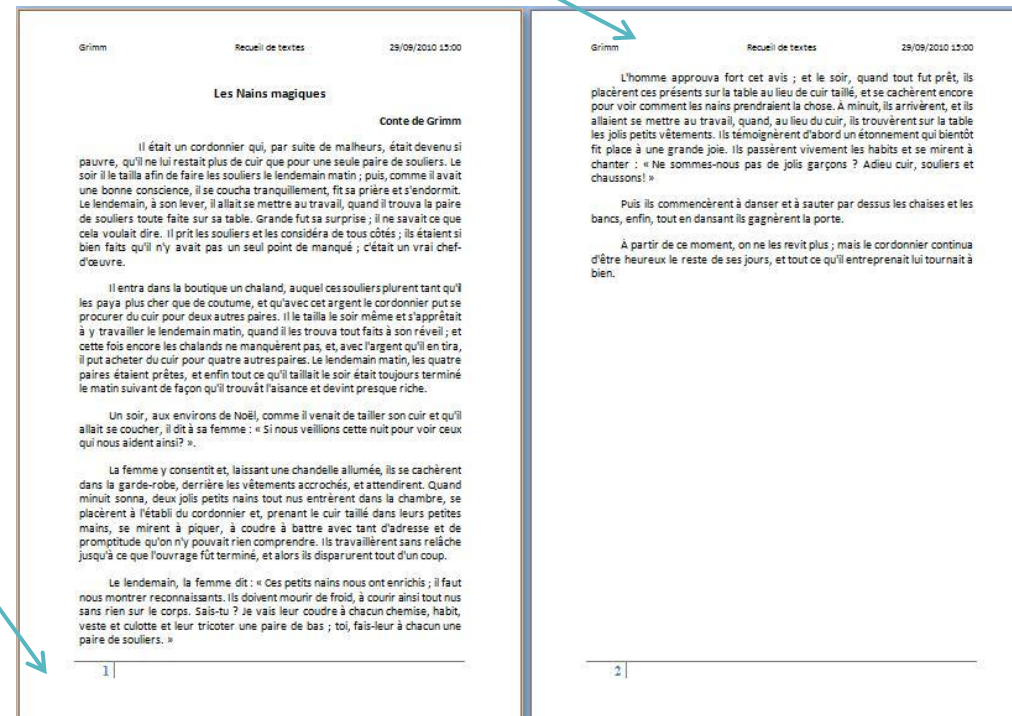 Grimm Recueil de textes 29/09/2010 15:00
Les Nains magiques
Conte de Grimm
Il était un cordonnier qui, par suite de malheurs, était devenu si
pauvre, qu'il ne lui restait plus de cuir que pour une seule paire de souliers. Le
soir il le tailla afin de faire les souliers le lendemain matin ; puis, comme il avait
une bonne conscience, il se coucha tranquillement, fit sa prière et s'endormit.
Le lendemain, à son lever, il allait se mettre au travail, quand il trouva la paire
de souliers toute faite sur sa table. Grande fut sa surprise ; il ne savait ce que
cela voulait dire. Il prit les souliers et les considéra de tous côtés ; ils étaient si
bien faits qu'il n'y avait pas un seul point de manqué ; c'était un vrai chef-
d'œuvre.
Il entra dans la boutique un chaland, auquel ces souliers plurent tant qu'il
les paya plus cher que de coutume, et qu'avec cet argent le cordonnier put se
procurer du cuir pour deux autres paires. Il le tailla le soir même et s'apprêtait
à y travailler le lendemain matin, quand il les trouva tout faits à son réveil ; et
cette fois encore les chalands ne manquèrent pas, et, avec l'argent qu'il en tira,
il put acheter du cuir pour quatre autres paires. Le lendemain matin, les quatre
paires étaient prêtes, et enfin tout ce qu'il taillait le soir était toujours terminé
le matin suivant de façon qu'il trouvât l'aisance et devint presque riche.
Un soir, aux environs de Noël, comme il venait de tailler son cuir et qu'il
allait se coucher, il dit à sa femme : « Si nous veillions cette nuit pour voir ceux
qui nous aident ainsi? ».
La femme y consentit et, laissant une chandelle allumée, ils se cachèrent
dans la garde-robe, derrière les vêtements accrochés, et attendirent. Quand
minuit sonna, deux jolis petits nains tout nus entrèrent dans la chambre, se
placèrent à l'établi du cordonnier et, prenant le cuir taillé dans leurs petites
mains, se mirent à piquer, à coudre à battre avec tant d'adresse et de
promptitude qu'on n'y pouvait rien comprendre. Ils travaillèrent sans relâche
jusqu'à ce que l'ouvrage fût terminé, et alors ils disparurent tout d'un coup.
Le lendemain, la femme dit : « Ces petits nains nous ont enrichis ; il faut
nous montrer reconnaissants. Ils doivent mourir de froid, à courir ainsi tout nus
sans rien sur le corps. Sais-tu ? Je vais leur coudre à chacun chemise, habit,
veste et culotte et leur tricoter une paire de bas ; toi, fais-leur à chacun une
paire de souliers. »
1
Grimm Recueil de textes 29/09/2010 15:00
L'homme approuva fort cet avis ; et le soir, quand tout fut prêt, ils
placèrent ces présents sur la table au lieu de cuir taillé, et se cachèrent encore
pour voir comment les nains prendraient la chose. À minuit, ils arrivèrent, et ils
allaient se mettre au travail, quand, au lieu du cuir, ils trouvèrent sur la table
les jolis petits vêtements. Ils témoignèrent d'abord un étonnement qui bientôt
fit place à une grande joie. Ils passèrent vivement les habits et se mirent à
chanter : « Ne sommes-nous pas de jolis garçons ? Adieu cuir, souliers et
chaussons! »
Puis ils commencèrent à danser et à sauter par dessus les chaises et les
bancs, enfin, tout en dansant ils gagnèrent la porte.
À partir de ce moment, on ne les revit plus ; mais le cordonnier continua
d'être heureux le reste de ses jours, et tout ce qu'il entreprenait lui tournait à
bien.
2